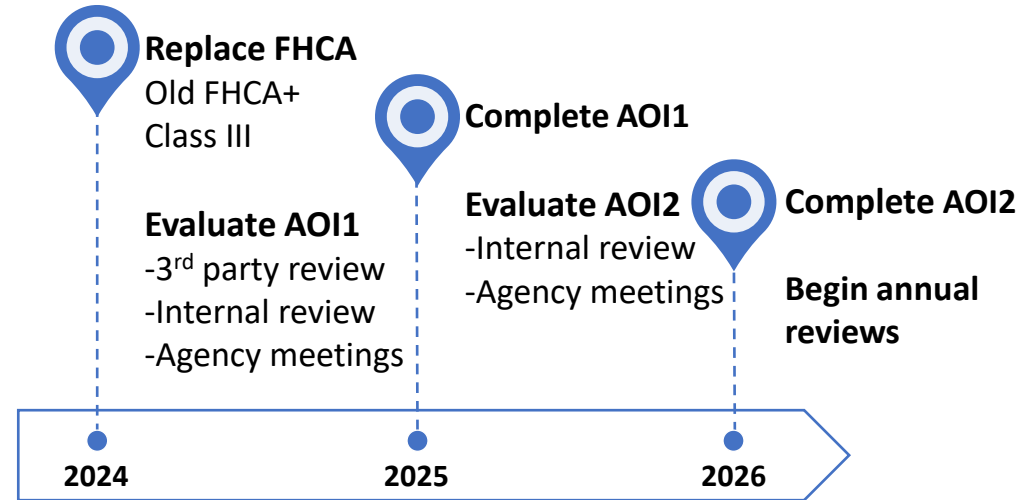 Replace FHCA
Old FHCA+
Class III
Evaluate AOI1
-3rd party review
-Internal review
-Agency meetings
Complete AOI1
Evaluate AOI2
-Internal review
-Agency meetings
Complete AOI2
Begin annual
reviews
2024
2025
2026